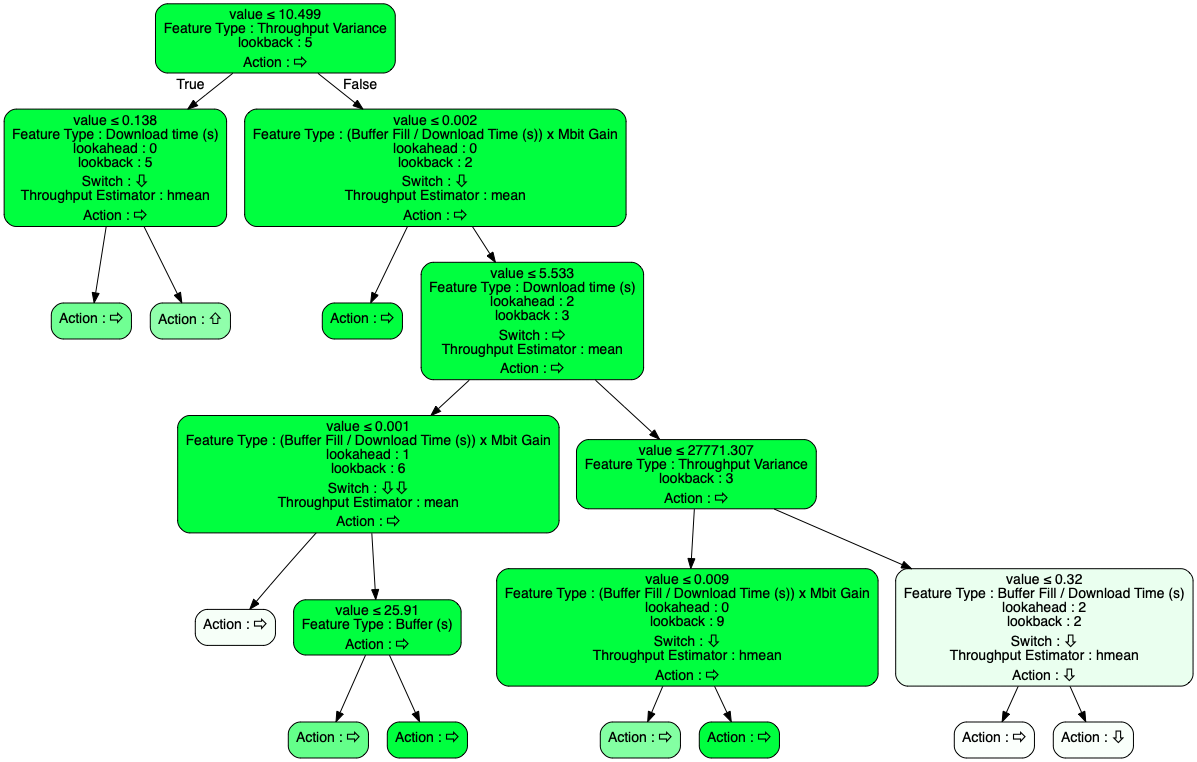 value ≤ 10.499
Feature Type : Throughput Variance
lookback : 5
Action : ⇨
True
False
value ≤ 0.138
Feature Type : Download time (s)
lookahead : 0
lookback : 5
Switch : ⇩
Throughput Estimator : hmean
Action : ⇨
value ≤ 0.002
Feature Type : (Buffer Fill / Download Time (s)) x Mbit Gain
lookahead : 0
lookback : 2
Switch : ⇩
Throughput Estimator : mean
Action : ⇨
Action : ⇨
Action : ⇧
Action : ⇨
value ≤ 5.533
Feature Type : Download time (s)
lookahead : 2
lookback : 3
Switch : ⇨
Throughput Estimator : mean
Action : ⇨
value ≤ 0.001
Feature Type : (Buffer Fill / Download Time (s)) x Mbit Gain
lookahead : 1
lookback : 6
Switch : ⇩⇩
Throughput Estimator : mean
Action : ⇨
value ≤ 27771.307
Feature Type : Throughput Variance
lookback : 3
Action : ⇨
Action : ⇨
value ≤ 25.91
Feature Type : Buffer (s)
Action : ⇨
value ≤ 0.009
Feature Type : (Buffer Fill / Download Time (s)) x Mbit Gain
lookahead : 0
lookback : 9
Switch : ⇩
Throughput Estimator : hmean
Action : ⇨
value ≤ 0.32
Feature Type : Buffer Fill / Download Time (s)
lookahead : 2
lookback : 2
Switch : ⇩
Throughput Estimator : hmean
Action : ⇩
Action : ⇨
Action : ⇨
Action : ⇨
Action : ⇨
Action : ⇨
Action : ⇩